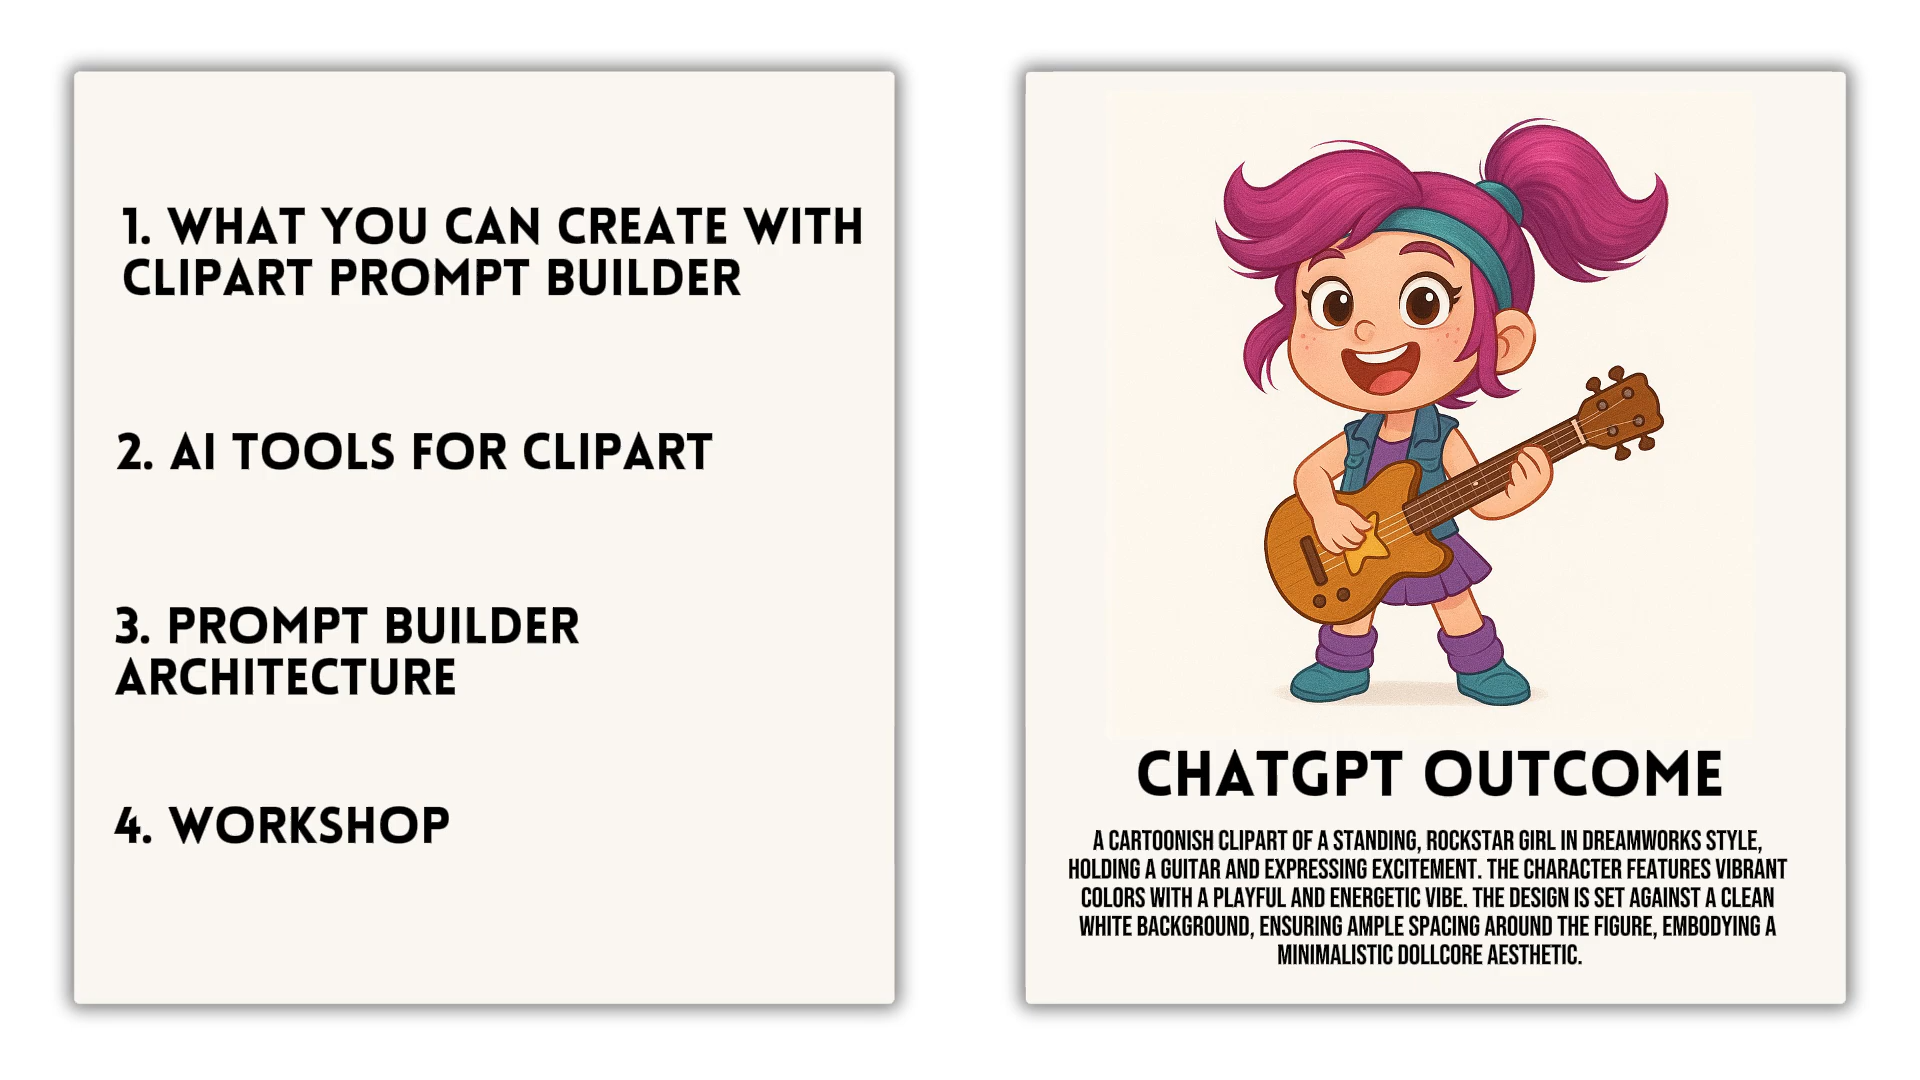 1. WHAT YOU CAN CREATE WITH
CLIPART PROMPT BUILDER
2. AI TOOLS FOR CLIPART
3. PROMPT BUILDER
ARCHITECTURE
4. WORKSHOP
CHATGPT OUTCOME
A CARTOONISH CLIPART OF A STANDING, ROCKSTAR GIRL IN DREAMWORKS STYLE,
HOLDING A GUITAR AND EXPRESSING EXCITEMENT. THE CHARACTER FEATURES VIBRANT
COLORS WITH A PLAYFUL AND ENERGETIC VIBE. THE DESIGN IS SET AGAINST A CLEAN
WHITE BACKGROUND, ENSURING AMPLE SPACING AROUND THE FIGURE, EMBODYING A
MINIMALISTIC DOLLCORE AESTHETIC.